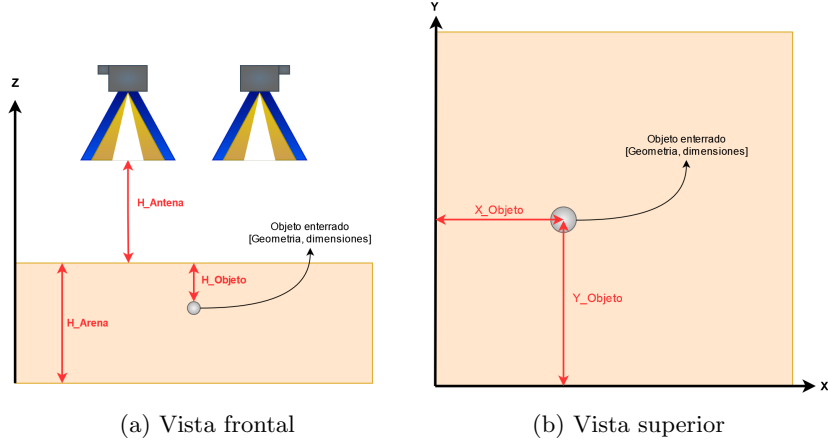 Z
H_Antena
Objeto enterrado
[Geometria, dimensiones]
H_Objeto
H_Arena
(a) Vista frontal
Y
Objeto enterrado
[Geometria, dimensiones]
X_Objeto
Y_Objeto
X
(b) Vista superior